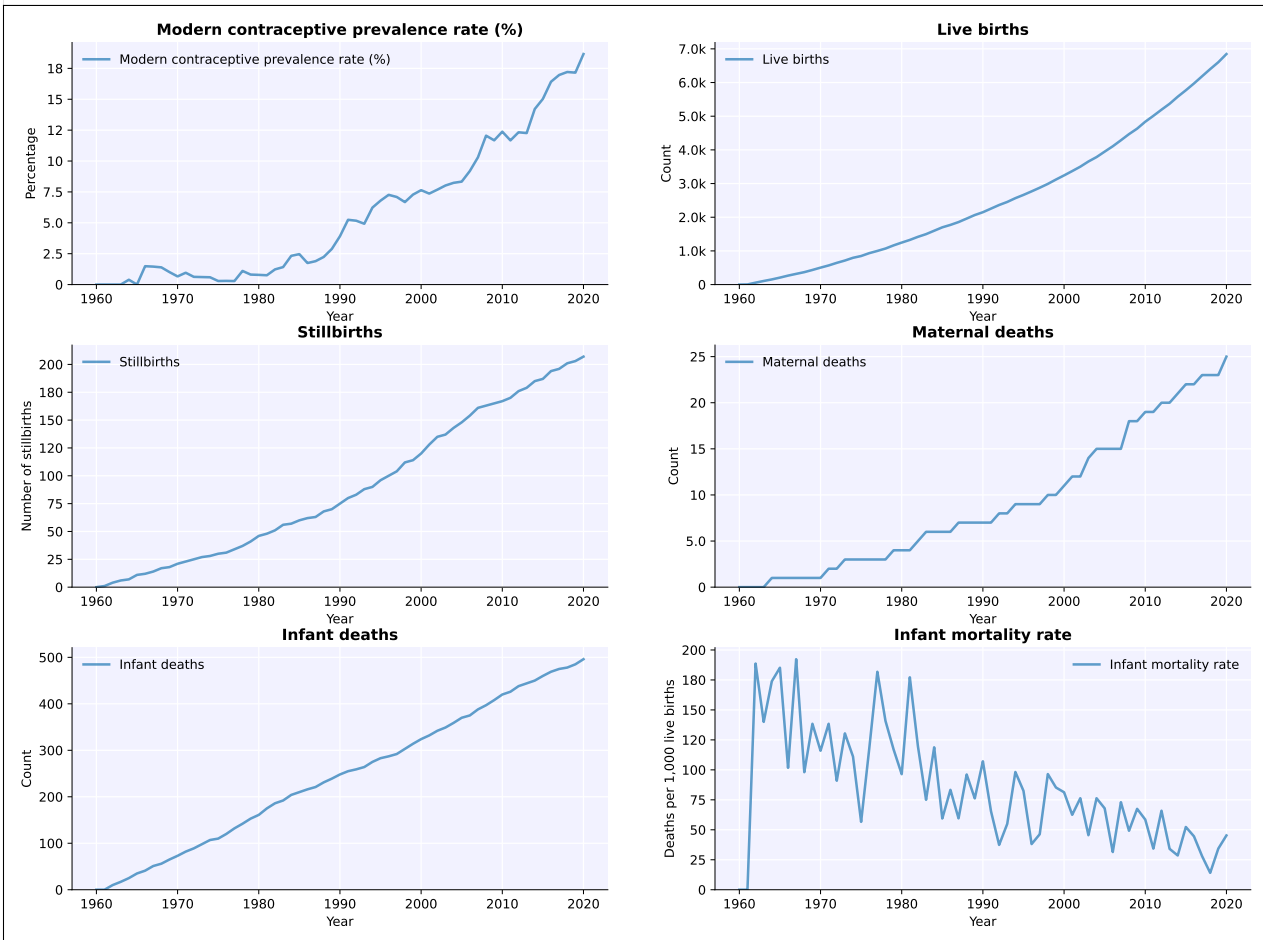 Modern contraceptive prevalence rate (%)
Modern contraceptive prevalence rate (%)
Percentage
18
15
12
10
7.5
5.0
2.5
0
1960 1970 1980 1990 2000 2010 2020
Year
Live births
Live births
Count
7.0k
6.0k
5.0k
4.0k
3.0k
2.0k
1.0k
0
1960 1970 1980 1990 2000 2010 2020
Year
Stillbirths
Stillbirths
Number of stillbirths
200
180
150
120
100
75
50
25
0
1960 1970 1980 1990 2000 2010 2020
Year
Maternal deaths
Maternal deaths
Count
25
20
15
10
5.0
0
1960 1970 1980 1990 2000 2010 2020
Year
Infant deaths
Infant deaths
Count
500
400
300
200
100
0
1960 1970 1980 1990 2000 2010 2020
Year
Infant mortality rate
Infant mortality rate
Deaths per 1,000 live births
200
180
150
120
100
75
50
25
0
1960 1970 1980 1990 2000 2010 2020
Year